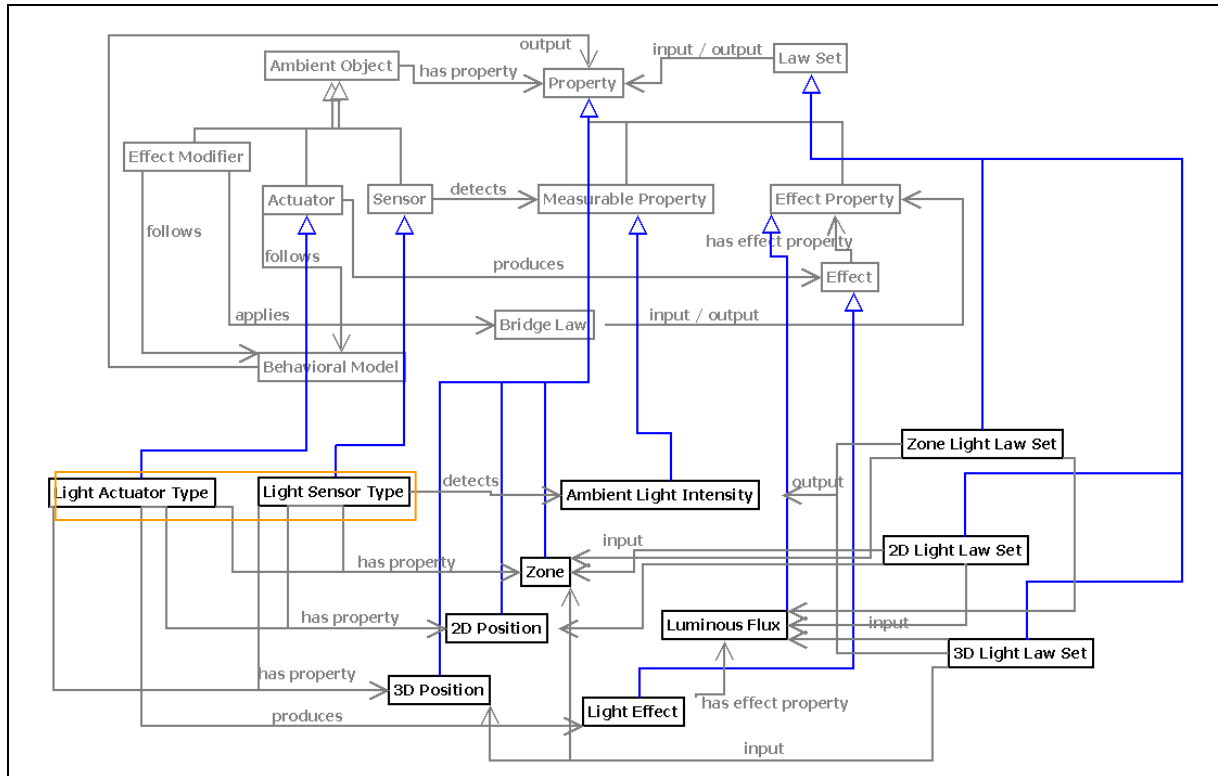 output
input / output
Ambient Object
has property
Property
Law Set
Effect Modifier
Actuator
Sensor
detects
Measurable Property
Effect Property
follows
has effect property
follows
produces
Effect
applies
Bridge Law
input / output
Behavioral Model
Zone Light Law Set
Light Actuator Type
Light Sensor Type
detects
Ambient Light Intensity
output
input
2D Light Law Set
has property
Zone
has property
2D Position
Luminous Flux
input
3D Light Law Set
has property
3D Position
Light Effect
has effect property
produces
input